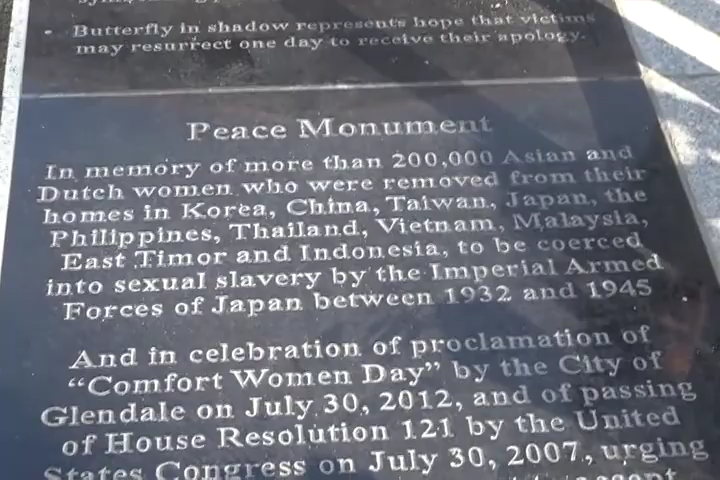 • Butterfly in shadow represents hope that victims
may resurrect one day to receive their apology.
Peace Monument
In memory of more than 200,000 Asian and
Dutch women who were removed from their
homes in Korea, China, Taiwan, Japan, the
Philippines, Thailand, Vietnam, Malaysia,
East Timor and Indonesia, to be coerced
into sexual slavery by the Imperial Armed
Forces of Japan between 1932 and 1945
And in celebration of proclamation of
“Comfort Women Day” by the City of
Glendale on July 30, 2012, and of passing
of House Resolution 121 by the United
States Congress on July 30, 2007, urging